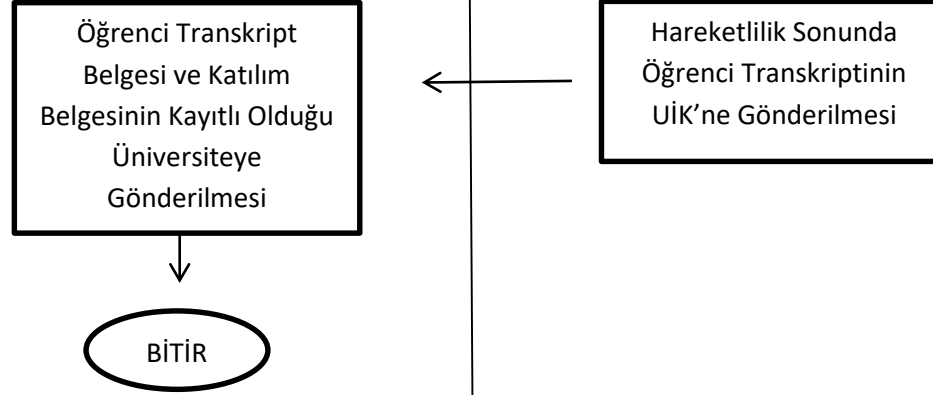 Öğrenci Transkript
Belgesi ve Katılım
Belgesinin Kayıtlı Olduğu
Üniversiteye
Gönderilmesi
BİTİR
Hareketlilik Sonunda
Öğrenci Transkriptinin
UİK’ne Gönderilmesi